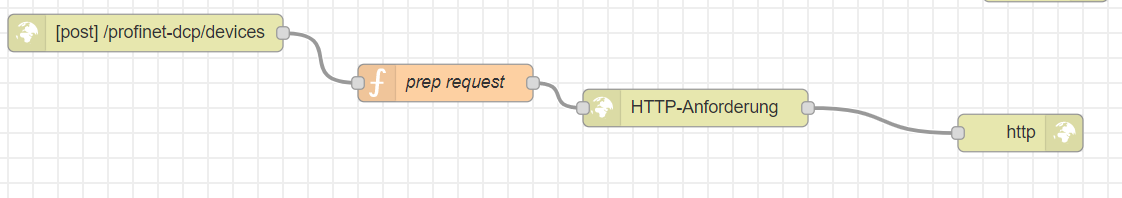 [post] /profinet-dcp/devices
prep request
HTTP-Anforderung
http